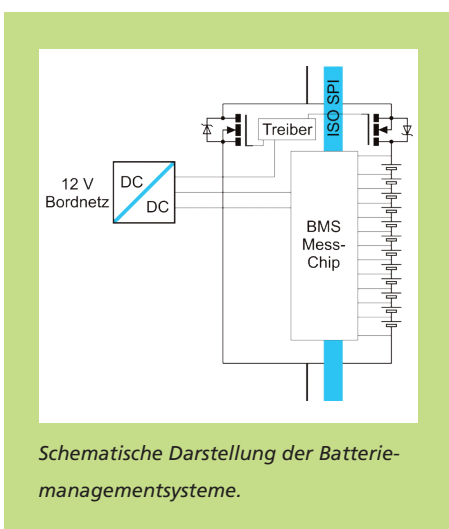 ISO SPI
Treiber
12 V
Bordnetz
DC
DC
BMS
Mess-
Chip
Schematische Darstellung der Batterie-
managementsysteme.